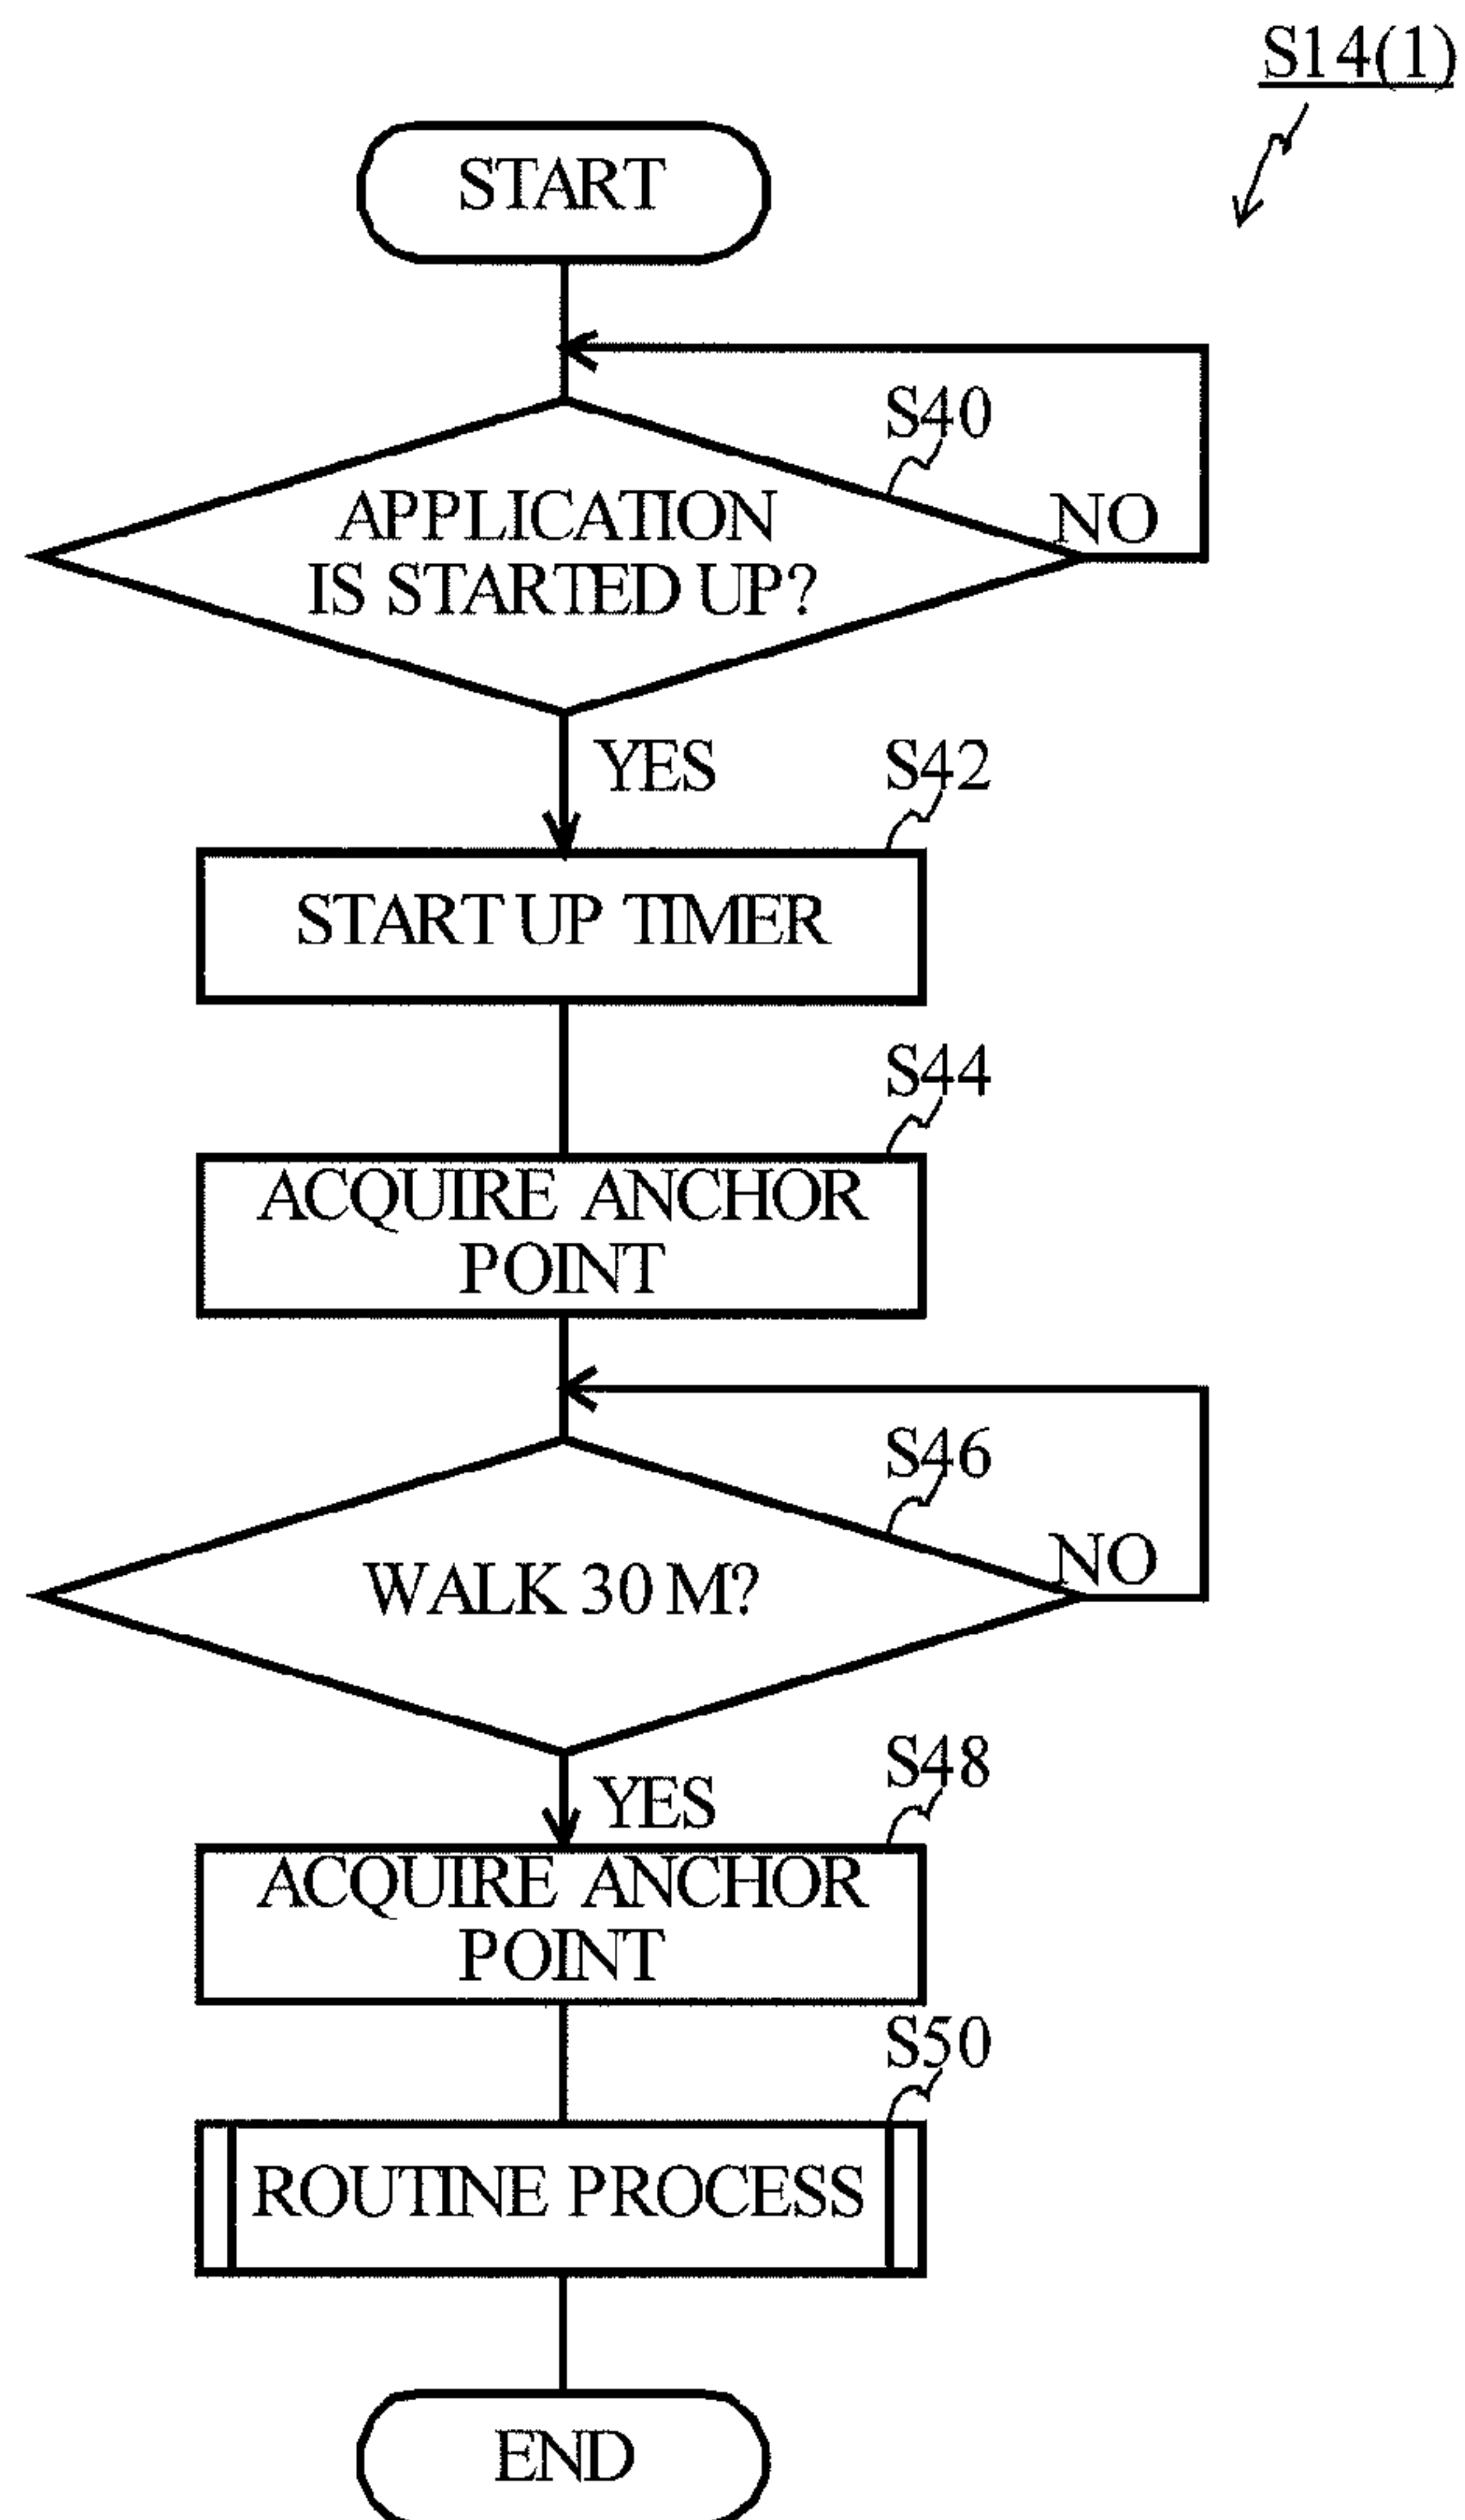 S14(1)
START
S40
APPLICATION
IS STARTED UP?
NO
YES
S42
START UP TIMER
S44
ACQUIRE ANCHOR
POINT
S46
NO
WALK 30 M?
YES
S48
ACQUIRE ANCHOR
POINT
S50
ROUTINE PROCESS
END